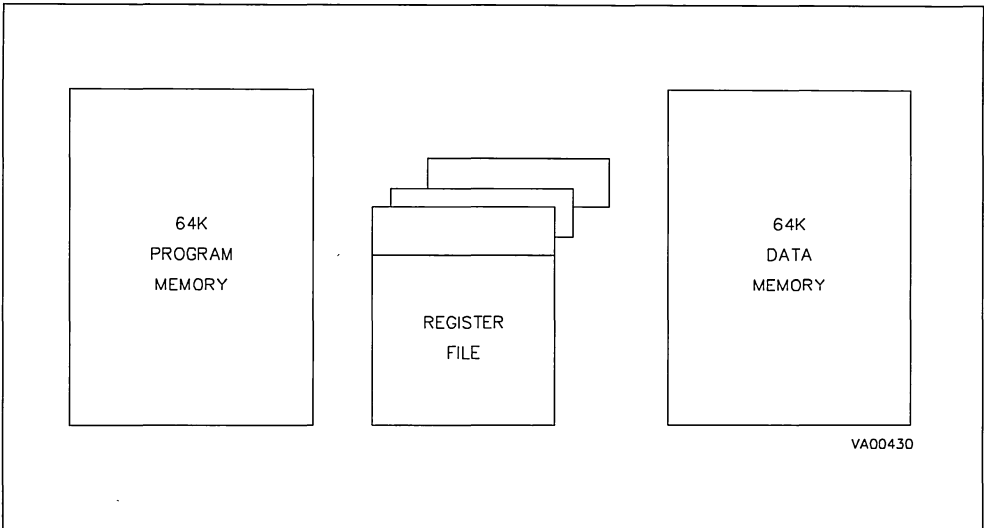 64K
PROGRAM
MEMORY
REGISTER
FILE
64K
DATA
MEMORY
VA00430